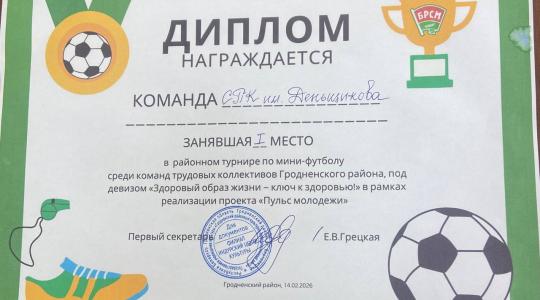 БРСМ
ДИПЛОМ
НАГРАЖДАЕТСЯ
КОМАНДА СПК им. Деньщикова
ЗАНЯВШАЯ I МЕСТО
в районном турнире по мини-футболу
среди команд трудовых коллективов Гродненского района, под
девизом «Здоровый образ жизни – ключ к здоровью!» в рамках
реализации проекта «Пульс молодежи»
Первый секретарь / Е.В.Грецкая
Для
документов
Гродненский район, 14.02.2026